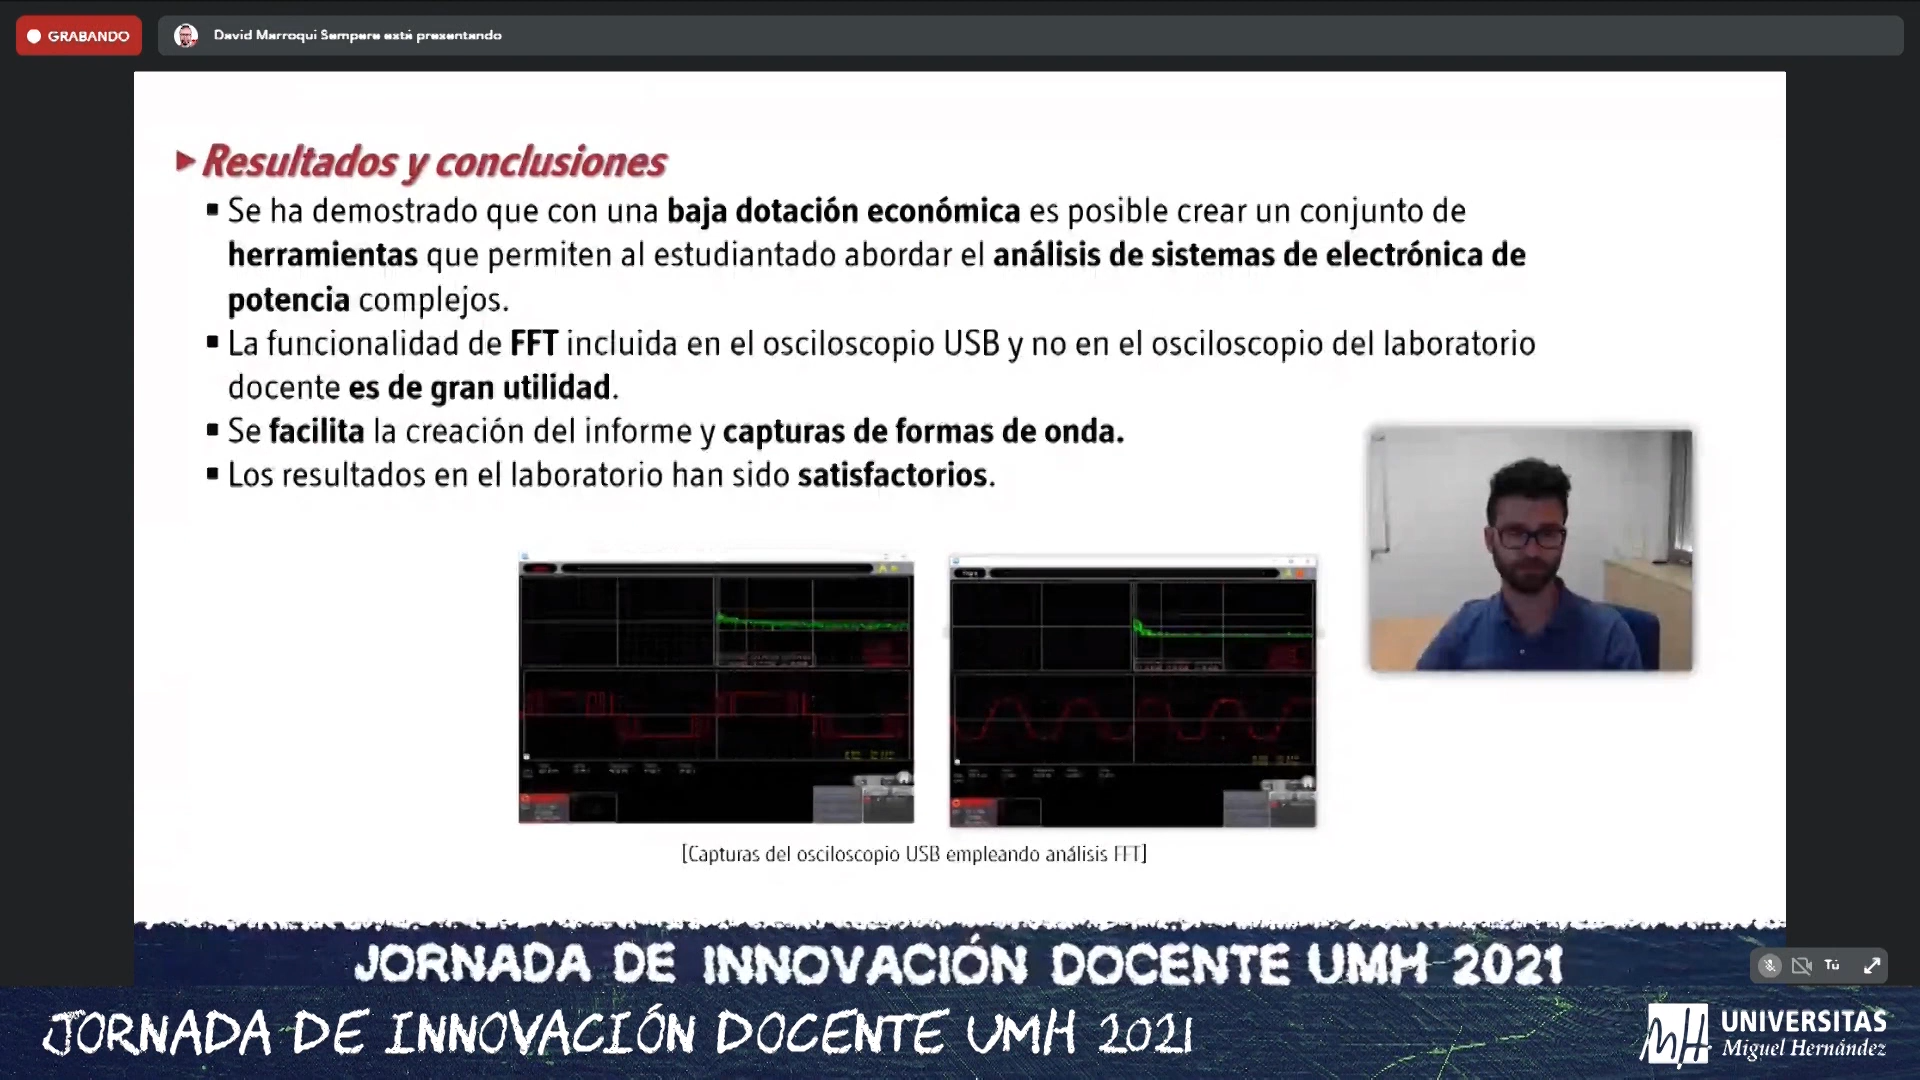 GRABANDO
David Marroqui Sempere está presentando
Resultados y conclusiones
Se ha demostrado que con una baja dotación económica es posible crear un conjunto de
herramientas que permiten al estudiantado abordar el análisis de sistemas de electrónica de
potencia complejos.
La funcionalidad de FFT incluida en el osciloscopio USB y no en el osciloscopio del laboratorio
docente es de gran utilidad.
Se facilita la creación del informe y capturas de formas de onda.
Los resultados en el laboratorio han sido satisfactorios.
[Capturas del osciloscopio USB empleando análisis FFT]
JORNADA DE INNOVACIÓN DOCENTE UMH 2021
Tú
JORNADA DE INNOVACIÓN DOCENTE UMH 2021
UNIVERSITAS
Miguel Hernández